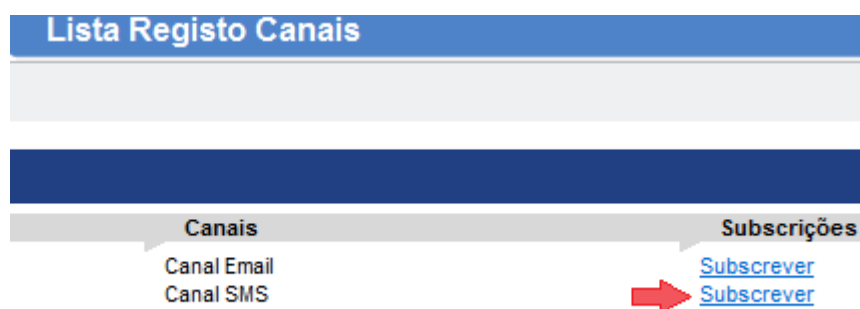 Lista Registo Canais
Canais Subscrições
Canal Email Subscrever
Canal SMS Subscrever